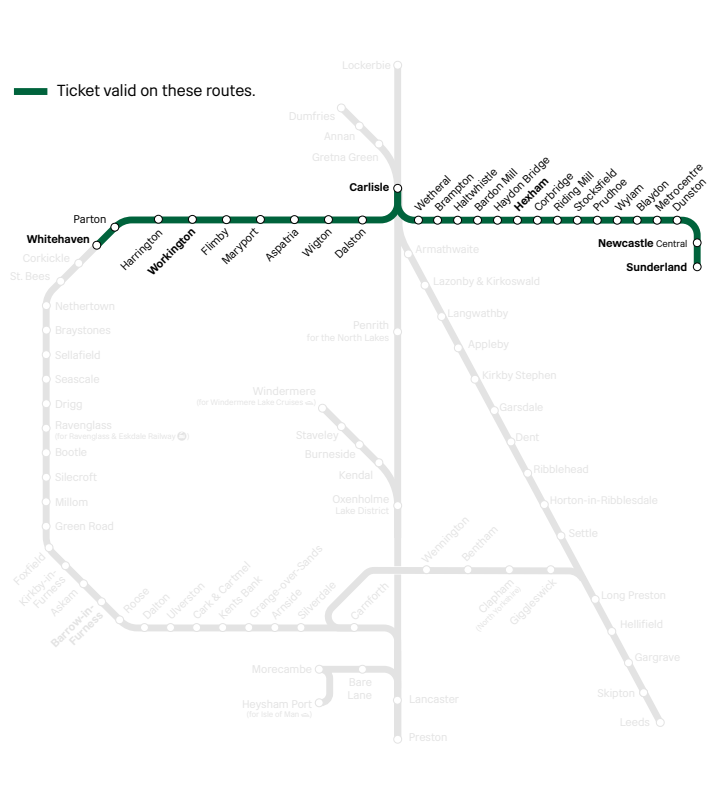 Lockerbie
Ticket valid on these routes.
Dumfries
Annan
Gretna Green
Carlisle
Wetheral
Brampton
Haltwhistle
Bardon Mill
Haydon Bridge
Hexham
Corbridge
Riding Mill
Stocksfield
Prudhoe
Wylam
Blaydon
Metrocentre
Dunston
Parton
Whitehaven
Harrington
Workington
Flimby
Maryport
Aspatria
Wigton
Dalston
Newcastle Central
Sunderland
Corkickle
St. Bees
Armathwaite
Lazonby & Kirkoswald
Langwathby
Appleby
Kirkby Stephen
Garsdale
Dent
Ribblehead
Horton-in-Ribblesdale
Settle
Nethertown
Braystones
Sellafield
Seascale
Drigg
Ravenglass
(for Ravenglass & Eskdale Railway)
Bootle
Silecroft
Millom
Green Road
Penrith
for the North Lakes
Windermere
(for Windermere Lake Cruises)
Staveley
Burneside
Kendal
Oxenholme
Lake District
Foxfield
Kirkby-in-
Furness
Askam
Barrow-in-
Furness
Roose
Dalton
Ulverston
Cark & Cartmel
Kents Bank
Grange-over-Sands
Arnside
Silverdale
Carnforth
Wennington
Bentham
Clapham
(North Yorkshire)
Giggleswick
Long Preston
Hellifield
Gargrave
Skipton
Leeds
Morecambe
Bare
Lane
Heysham Port
(for Isle of Man)
Lancaster
Preston